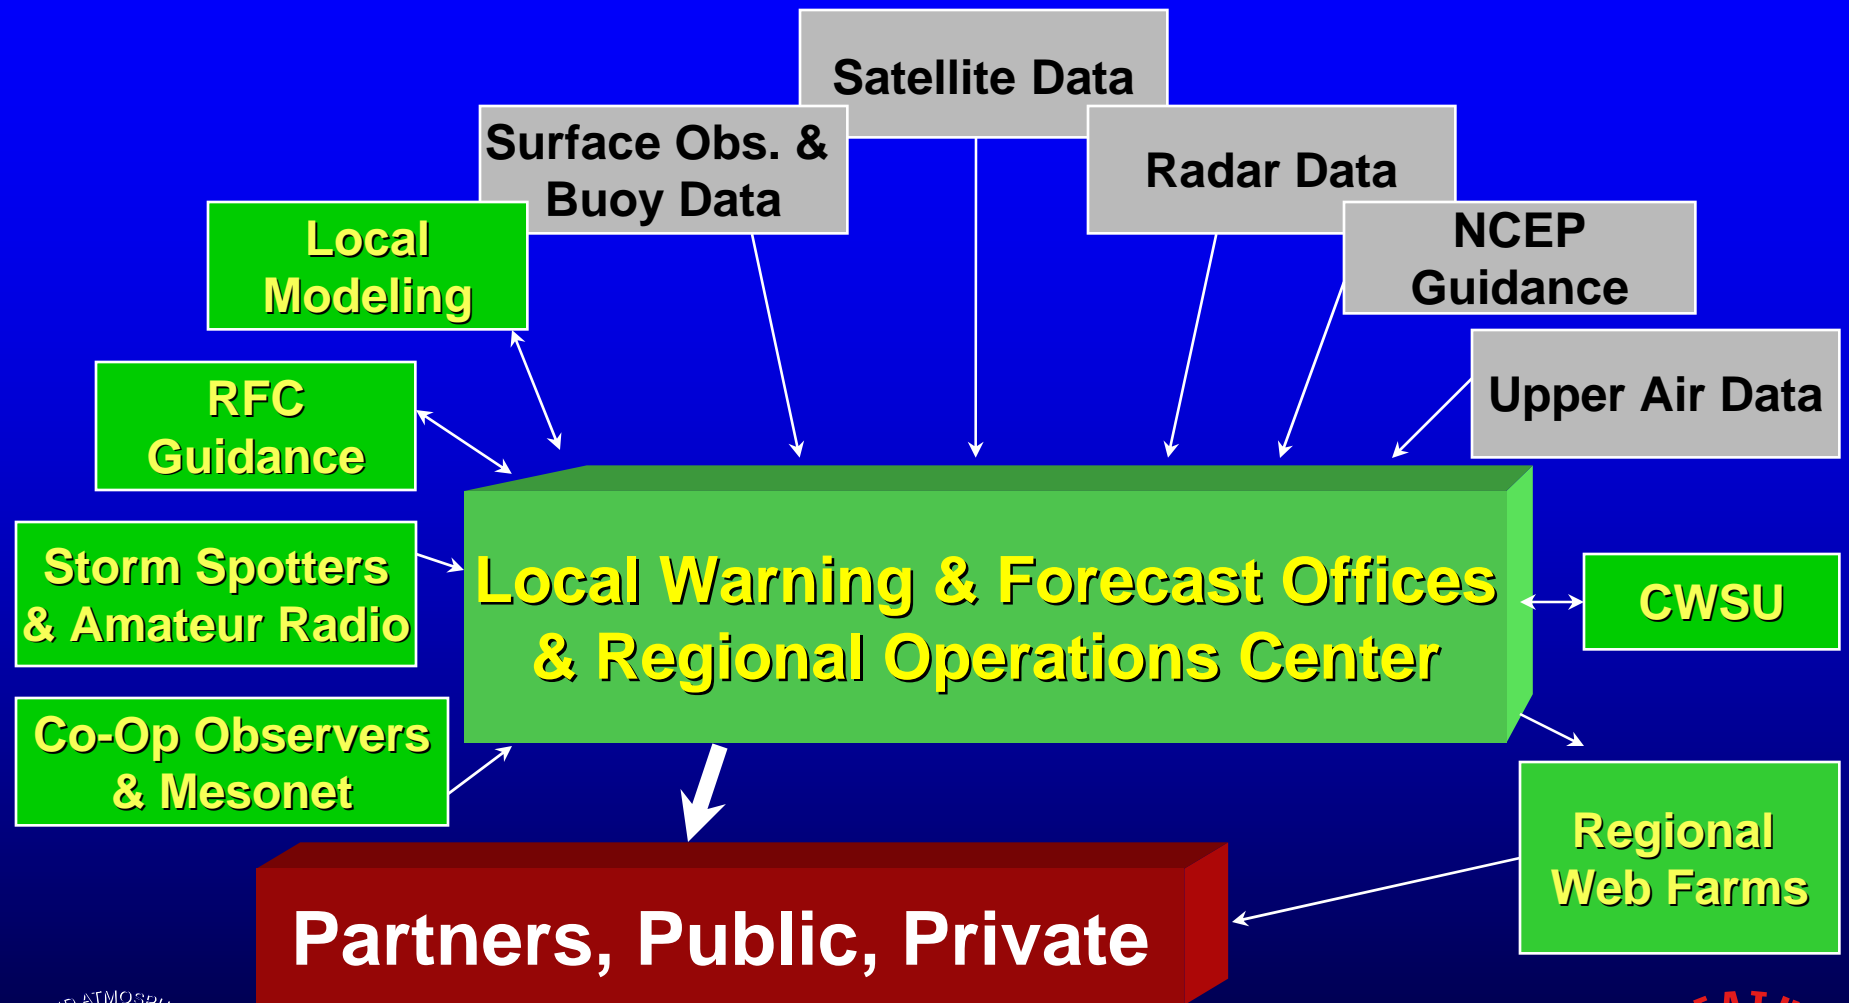 Satellite Data
Surface Obs. &
Buoy Data
Radar Data
Local
Modeling
NCEP
Guidance
RFC
Guidance
Upper Air Data
Storm Spotters
& Amateur Radio
Local Warning & Forecast Offices
& Regional Operations Center
CWSU
Co-Op Observers
& Mesonet
Regional
Web Farms
Partners, Public, Private